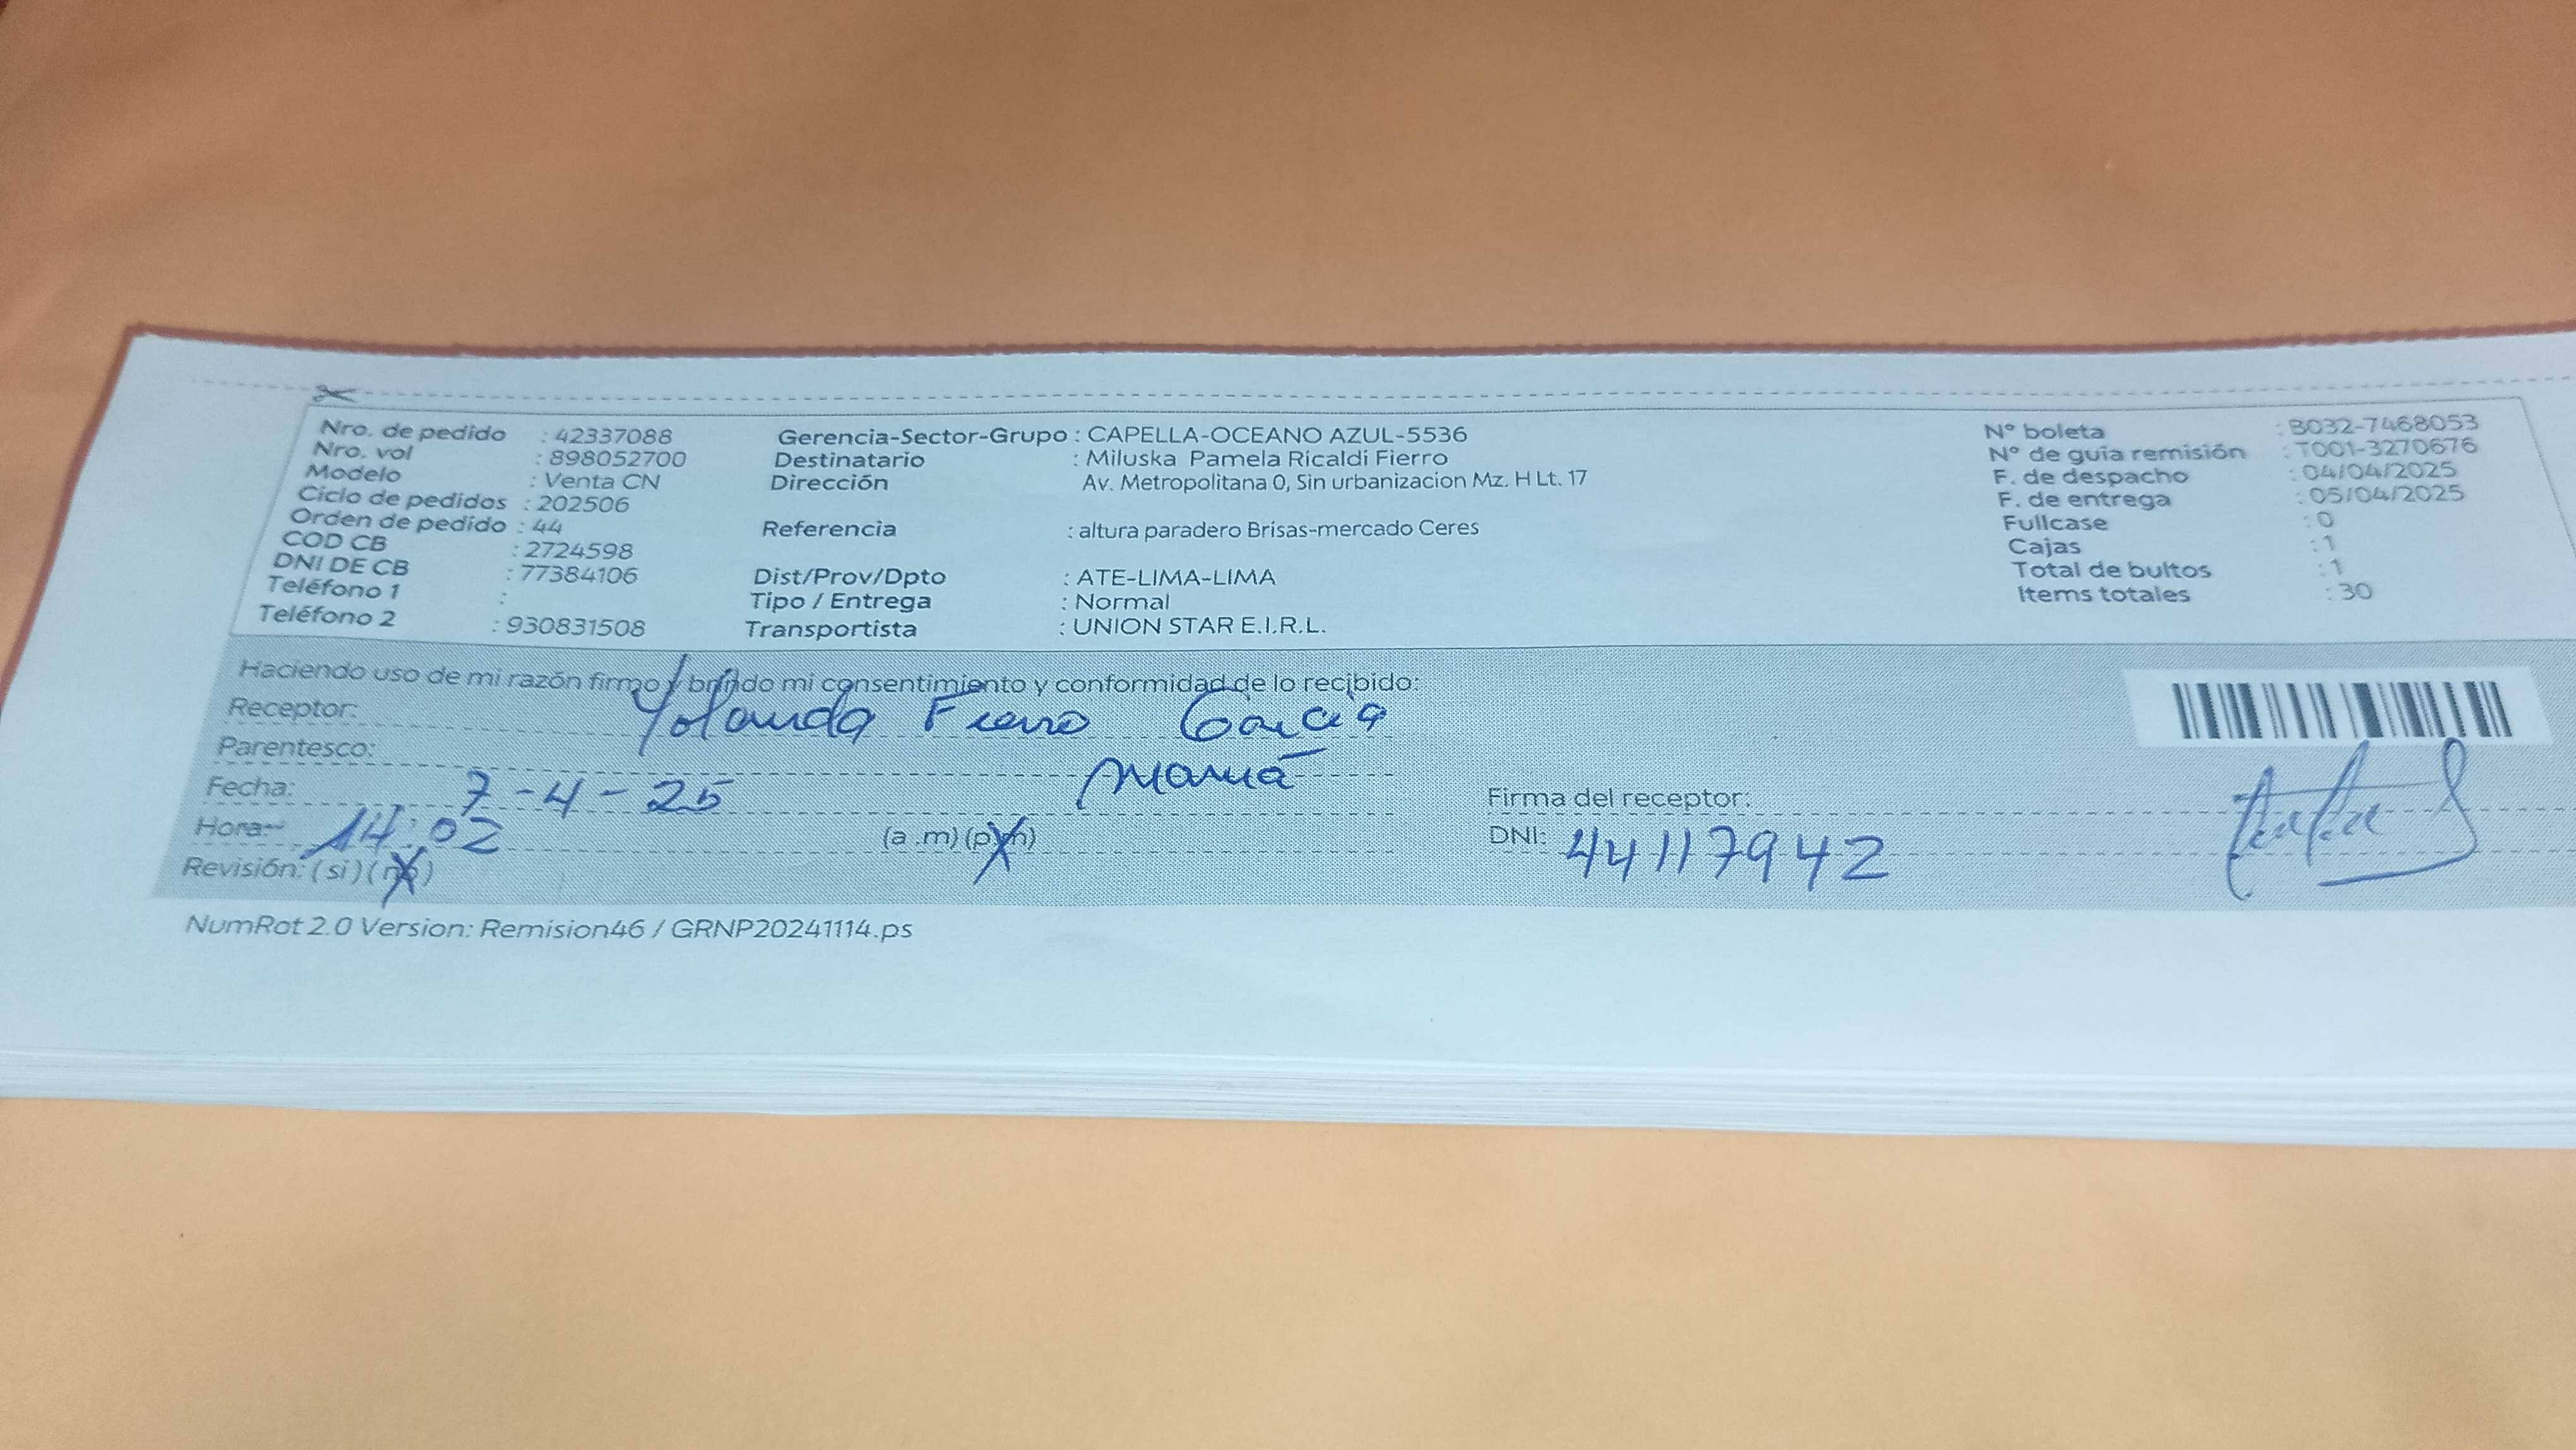 Nro. de pedido : 42337088
Nro. vol : 898052700
Modelo : Venta CN
Ciclo de pedidos : 202506
Orden de pedido : 44
COD CB : 2724598
DNI DE CB : 77384106
Teléfono 1 :
Teléfono 2 : 930831508
Gerencia-Sector-Grupo : CAPELLA-OCEANO AZUL-5536
Destinatario : Miluska Pamela Ricaldi Fierro
Dirección Av. Metropolitana 0, Sin urbanizacion Mz. H Lt. 17
Referencia : altura paradero Brisas-mercado Ceres
Dist/Prov/Dpto : ATE-LIMA-LIMA
Tipo / Entrega : Normal
Transportista : UNION STAR E.I.R.L.
N° boleta : B032-7468053
N° de guía remisión : T001-3270676
F. de despacho : 04/04/2025
F. de entrega : 05/04/2025
Fullcase : 0
Cajas : 1
Total de bultos : 1
Items totales : 30
Haciendo uso de mi razón firmo y brindo mi consentimiento y conformidad de lo recibido:
Receptor: Yolanda Fierro Garcia
Parentesco: Mamá
Fecha: 7-4-25
Hora: 14:02 (a .m) (p.m)
Revisión: (si) (no)
Firma del receptor:
DNI: 44117942
NumRot 2.0 Version: Remision46 / GRNP20241114.ps